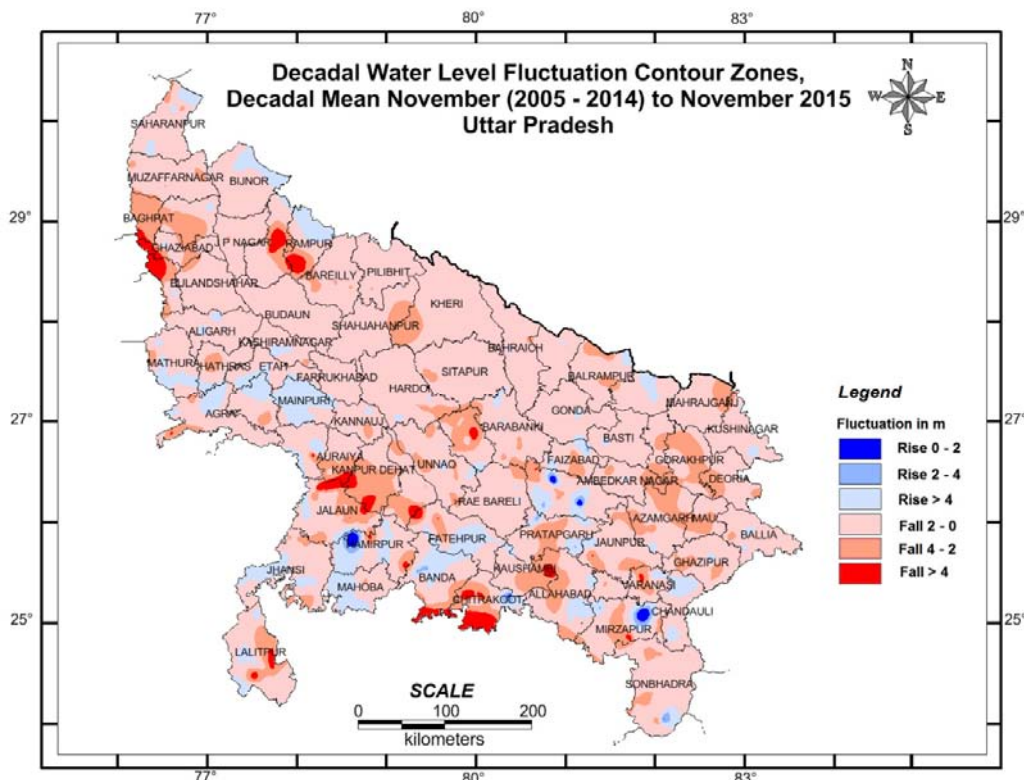 77°
80°
83°
Decadal Water Level Fluctuation Contour Zones,
Decadal Mean November (2005 - 2014) to November 2015
Uttar Pradesh
N
W
E
S
SAHARANPUR
MUZAFFARNAGAR
BIJNOR
29°
29°
BAGHPAT
GHAZIABAD
J P NAGAR
RAMPUR
BAREILLY
PILIBHIT
BULANDSHAHAR
KHERI
BUDAUN
SHAHJAHANPUR
ALIGARH
KASHIRAMNAGAR
BAHRAICH
MATHURA
HATHRAS
ETAH
FARRUKHABAD
SITAPUR
BALRAMPUR
HARDOI
MAHRAJGANJ
MAINPURI
AGRA
GONDA
27°
27°
KANNAUJ
BARABANKI
KUSHINAGAR
BASTI
AURAIYA
KANPUR DEHAT
UNNAO
FAIZABAD
GORAKHPUR
AMBEDKAR NAGAR
DEORIA
RAE BARELI
JALAUN
AZAMGARH
MAU
HAMIRPUR
FATEHPUR
PRATAPGARH
JAUNPUR
BALLIA
JHANSI
KAUSHAMBI
GHAZIPUR
MAHOBA
BANDA
CHITRAKOOT
ALLAHABAD
VARANASI
CHANDAULI
25°
25°
MIRZAPUR
LALITPUR
SONBHADRA
Legend
Fluctuation in m
Rise 0 - 2
Rise 2 - 4
Rise > 4
Fall 2 - 0
Fall 4 - 2
Fall > 4
SCALE
0 100 200
kilometers
77°
80°
83°